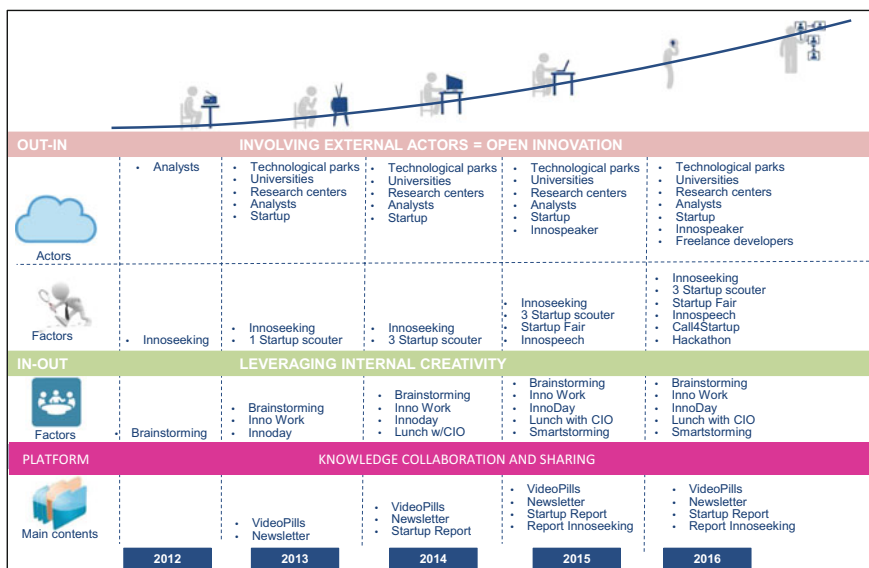 OUT-IN INVOLVING EXTERNAL ACTORS = OPEN INNOVATION
Actors
• Analysts
• Technological parks
• Universities
• Research centers
• Analysts
• Startup
• Technological parks
• Universities
• Research centers
• Analysts
• Startup
• Technological parks
• Universities
• Research centers
• Analysts
• Startup
• Innospeaker
• Technological parks
• Universities
• Research centers
• Analysts
• Startup
• Innospeaker
• Freelance developers
Factors
• Innoseeking
• Innoseeking
• 1 Startup scouter
• Innoseeking
• 3 Startup scouter
• Innoseeking
• 3 Startup scouter
• Startup Fair
• Innospeech
• Innoseeking
• 3 Startup scouter
• Startup Fair
• Innospeech
• Call4Startup
• Hackathon
IN-OUT LEVERAGING INTERNAL CREATIVITY
Factors
• Brainstorming
• Brainstorming
• Inno Work
• Innoday
• Brainstorming
• Inno Work
• Innoday
• Lunch w/CIO
• Brainstorming
• Inno Work
• InnoDay
• Lunch with CIO
• Smartstorming
• Brainstorming
• Inno Work
• InnoDay
• Lunch with CIO
• Smartstorming
PLATFORM KNOWLEDGE COLLABORATION AND SHARING
Main contents
• VideoPills
• Newsletter
• VideoPills
• Newsletter
• Startup Report
• VideoPills
• Newsletter
• Startup Report
• Report Innoseeking
• VideoPills
• Newsletter
• Startup Report
• Report Innoseeking
2012 2013 2014 2015 2016